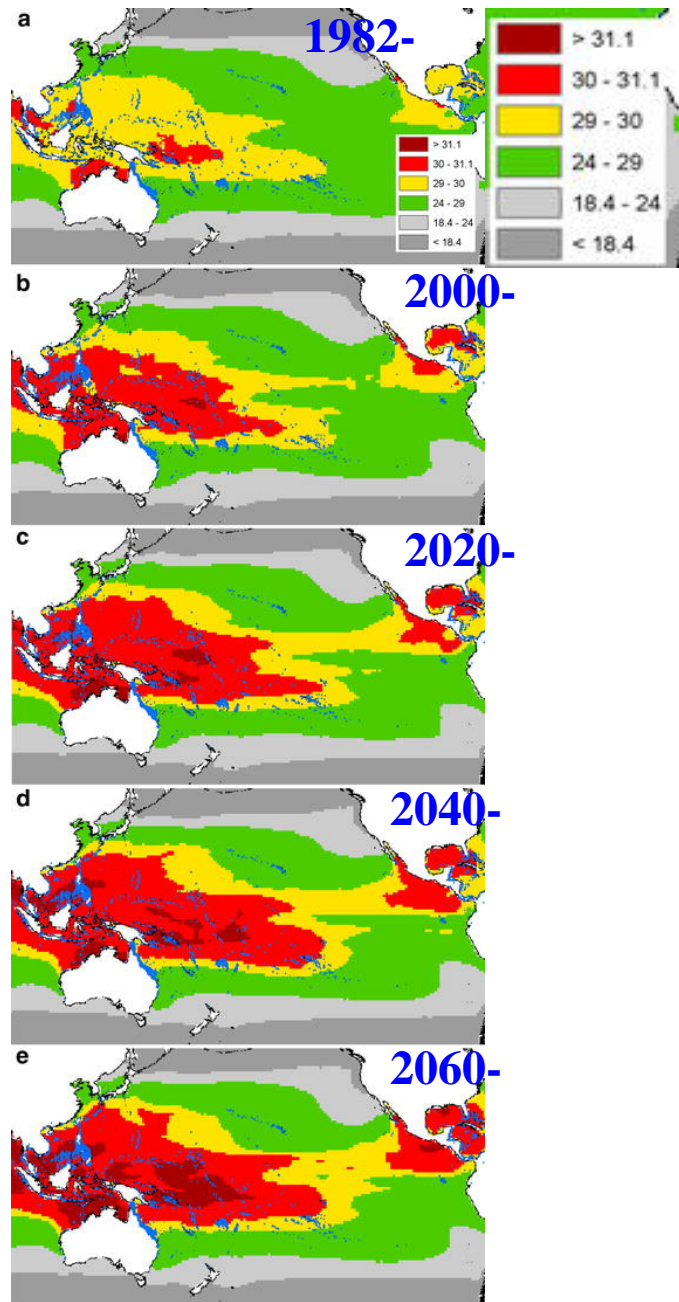 a
1982-
> 31.1
30 - 31.1
29 - 30
24 - 29
18.4 - 24
< 18.4
> 31.1
30 - 31.1
29 - 30
24 - 29
18.4 - 24
< 18.4
b
2000-
c
2020-
d
2040-
e
2060-